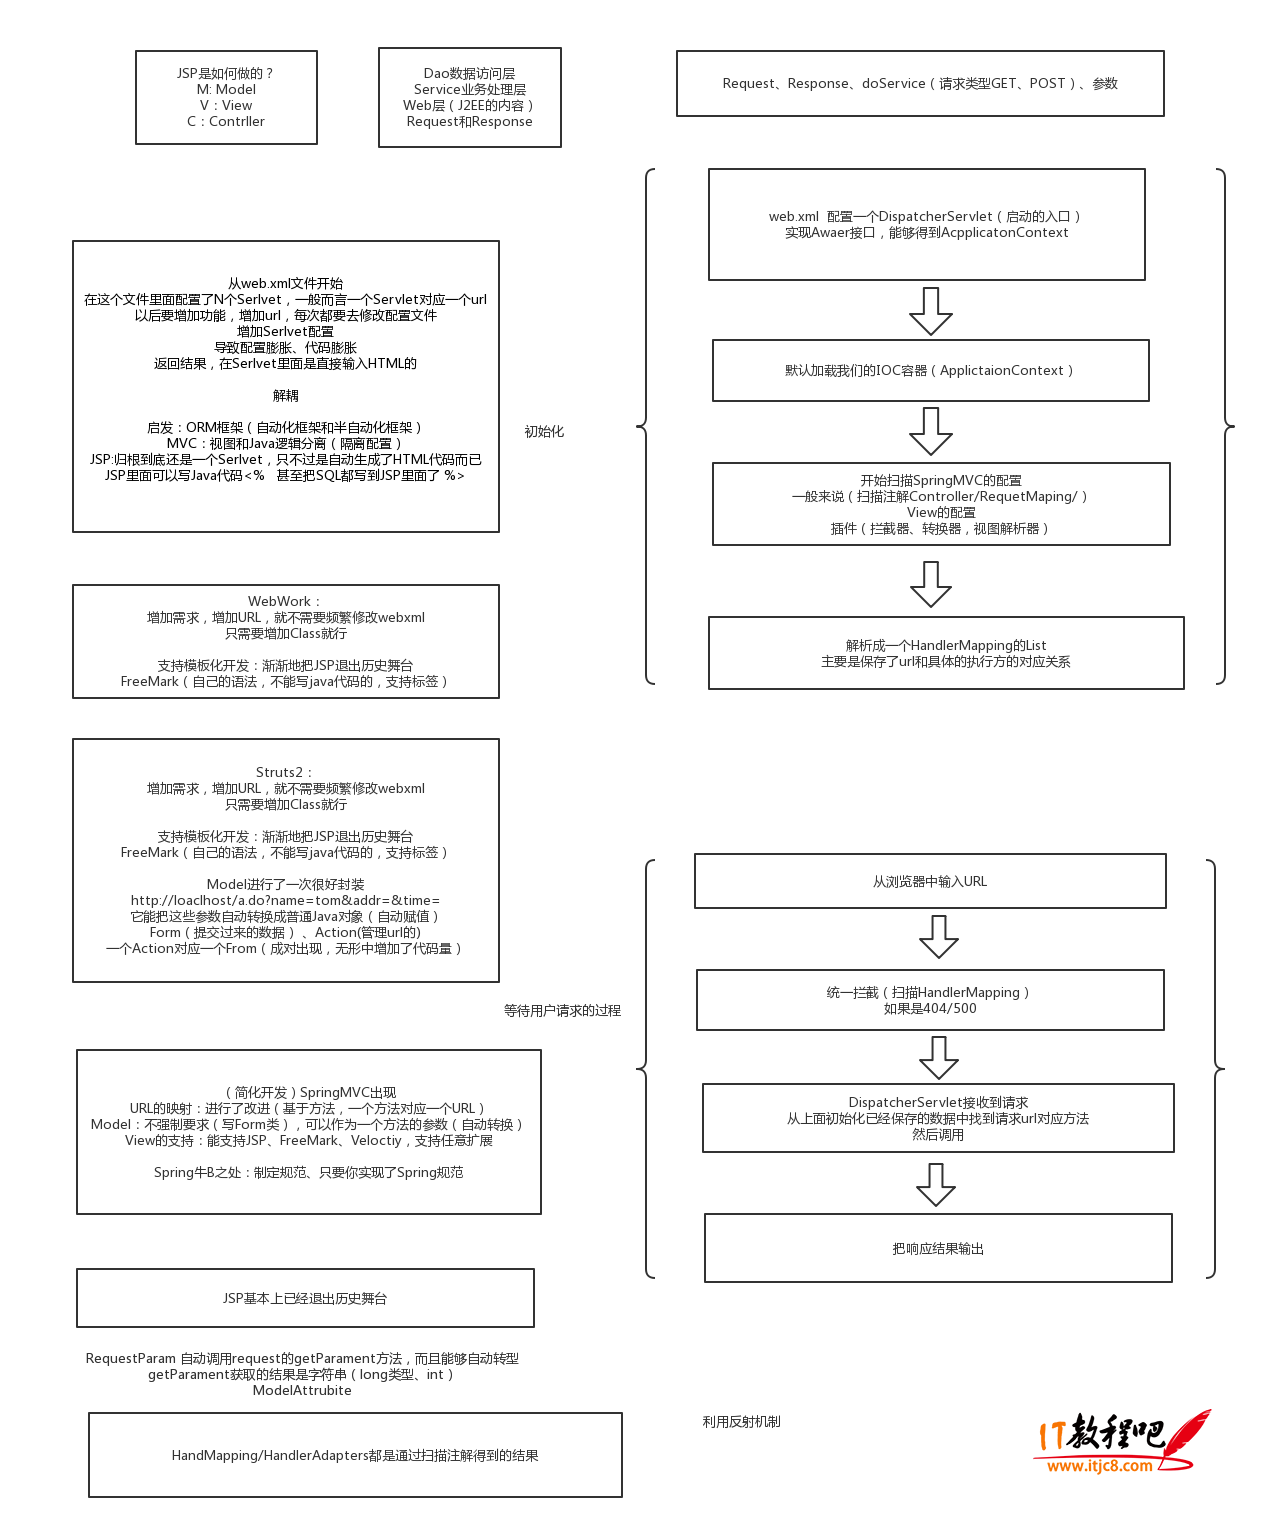 JSP是如何做的？
M: Model
V：View
C：Contrller
Dao数据访问层
Service业务处理层
Web层（J2EE的内容）
Request和Response
Request、Response、doService（请求类型GET、POST）、参数
从web.xml文件开始
在这个文件里面配置了N个Serlvet，一般而言一个Servlet对应一个url
以后要增加功能，增加url，每次都要去修改配置文件
增加Serlvet配置
导致配置膨胀、代码膨胀
返回结果，在Serlvet里面是直接输入HTML的
解耦
启发：ORM框架（自动化框架和半自动化框架）
MVC：视图和Java逻辑分离（隔离配置）
JSP:归根到底还是一个Serlvet，只不过是自动生成了HTML代码而已
JSP里面可以写Java代码<%   甚至把SQL都写到JSP里面了 %>
WebWork：
增加需求，增加URL，就不需要频繁修改webxml
只需要增加Class就行
支持模板化开发：渐渐地把JSP退出历史舞台
FreeMark（自己的语法，不能写java代码的，支持标签）
Struts2：
增加需求，增加URL，就不需要频繁修改webxml
只需要增加Class就行
支持模板化开发：渐渐地把JSP退出历史舞台
FreeMark（自己的语法，不能写java代码的，支持标签）
Model进行了一次很好封装
http://loaclhost/a.do?name=tom&addr=&time=
它能把这些参数自动转换成普通Java对象（自动赋值）
Form（提交过来的数据）、Action(管理url的)
一个Action对应一个From（成对出现，无形中增加了代码量）
（简化开发）SpringMVC出现
URL的映射：进行了改进（基于方法，一个方法对应一个URL）
Model：不强制要求（写Form类），可以作为一个方法的参数（自动转换）
View的支持：能支持JSP、FreeMark、Veloctiy，支持任意扩展
Spring牛B之处：制定规范、只要你实现了Spring规范
JSP基本上已经退出历史舞台
RequestParam 自动调用request的getParament方法，而且能够自动转型
getParament获取的结果是字符串（long类型、int）
ModelAttrubite
HandMapping/HandlerAdapters都是通过扫描注解得到的结果
初始化
web.xml  配置一个DispatcherServlet（启动的入口）
实现Awaer接口，能够得到AcpplicatonContext
默认加载我们的IOC容器（ApplictaionContext）
开始扫描SpringMVC的配置
一般来说（扫描注解Controller/RequetMaping/）
View的配置
插件（拦截器、转换器，视图解析器）
解析成一个HandlerMapping的List
主要是保存了url和具体的执行方的对应关系
等待用户请求的过程
从浏览器中输入URL
统一拦截（扫描HandlerMapping）
如果是404/500
DispatcherServlet接收到请求
从上面初始化已经保存的数据中找到请求url对应方法
然后调用
把响应结果输出
利用反射机制
IT教程吧
www.itjc8.com